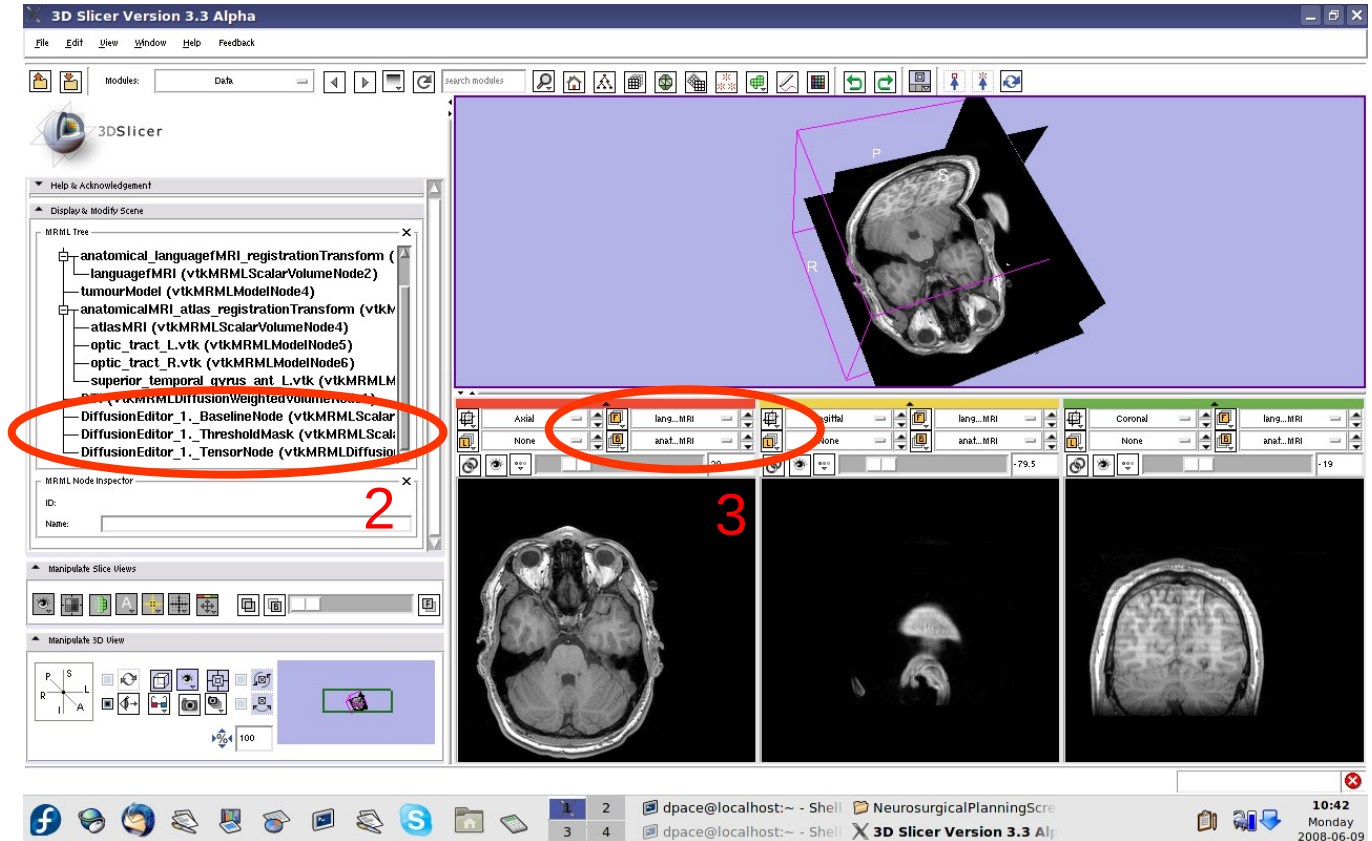 3D Slicer Version 3.3 Alpha
File Edit View Window Help Feedback
Modules: Data search modules
3DSlicer
Help & Acknowledgement
Display & Modify Scene
MRML Tree
anatomical_languagefMRI_registrationTransform (
languagefMRI (vtkMRMLScalarVolumeNode2)
tumourModel (vtkMRMLModelNode4)
anatomicalMRI_atlas_registrationTransform (vtkM
atlasMRI (vtkMRMLScalarVolumeNode4)
optic_tract_L.vtk (vtkMRMLModelNode5)
optic_tract_R.vtk (vtkMRMLModelNode6)
superior_temporal_gyrus_ant_L.vtk (vtkMRMLM
DTI (vtkMRMLDiffusionWeightedVolumeNode1)
DiffusionEditor_1._BaselineNode (vtkMRMLScalar
DiffusionEditor_1._ThresholdMask (vtkMRMLScala
DiffusionEditor_1._TensorNode (vtkMRMLDiffusio
2
MRML Node Inspector
ID:
Name:
Manipulate Slice Views
Manipulate 3D View
P S
R L
I A
100
P
S
R
Axial F lang...MRI
L None B anat...MRI
gittal F lang...MRI
L None B anat...MRI
-79.5
Coronal F lang...MRI
L None B anat...MRI
-19
3
1 2
3 4
dpace@localhost:~ - Shell
NeurosurgicalPlanningScre
dpace@localhost:~ - Shell
3D Slicer Version 3.3 Alp
10:42
Monday
2008-06-09